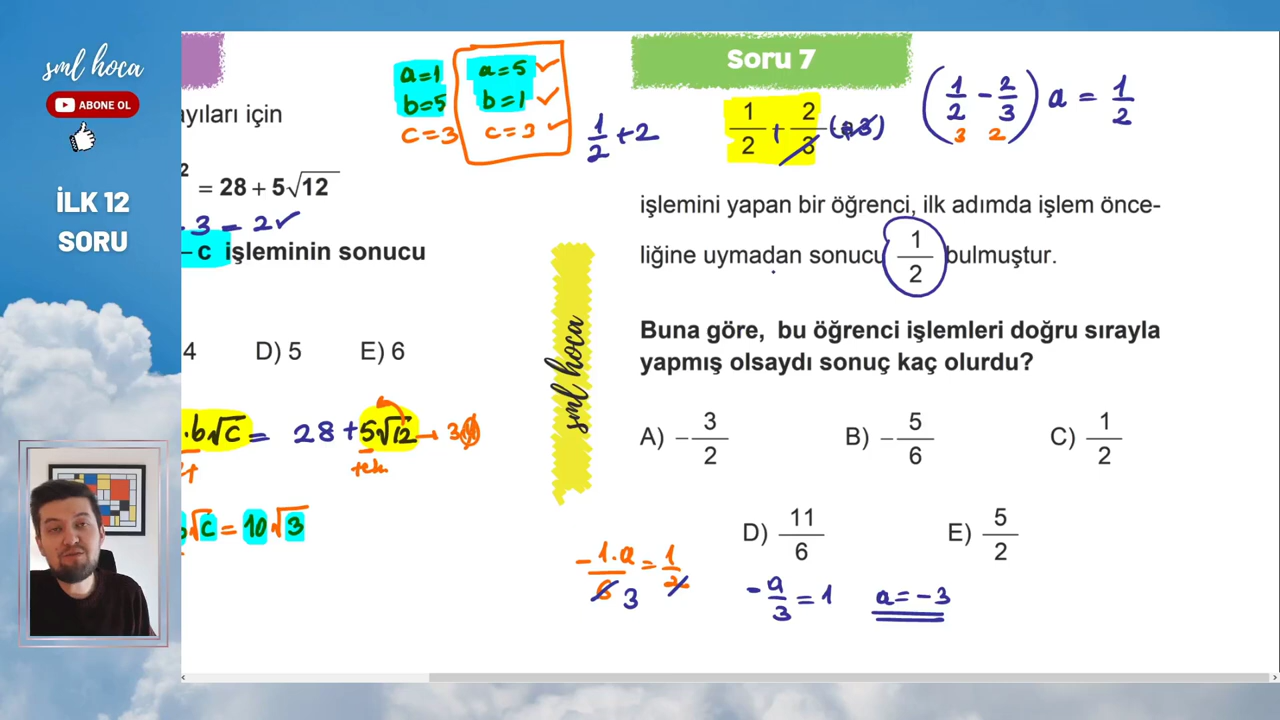 sml hoca
ABONE OL
İLK 12
SORU
ayıları için
2
= 28 + 5√12
3 = 2✓
- c işleminin sonucu
4 D) 5 E) 6
.b√c = 28 + 5√12 → 3
tek
√c = 10√3
a=1
b=5
c=3
a=5 ✓
b=1 ✓
c=3 ✓
1/2 + 2
sml hoca
Soru 7
1/2 + 2/3 (-3)
(1/2 - 2/3) a = 1/2
3 2
işlemini yapan bir öğrenci, ilk adımda işlem önce-
liğine uymadan sonucu 1/2 bulmuştur.
Buna göre, bu öğrenci işlemleri doğru sırayla
yapmış olsaydı sonuç kaç olurdu?
A) -3/2 B) -5/6 C) 1/2
D) 11/6 E) 5/2
-1.a/6 = 1/2
3
-a/3 = 1 a = -3